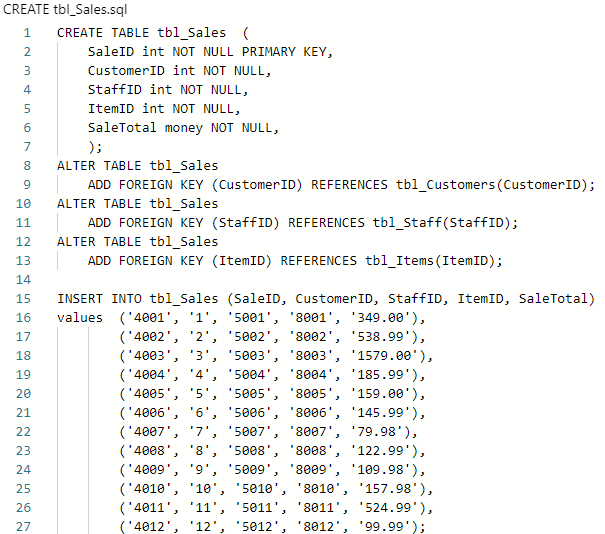 CREATE tbl_Sales.sql
1 CREATE TABLE tbl_Sales  (
2     SaleID int NOT NULL PRIMARY KEY,
3     CustomerID int NOT NULL,
4     StaffID int NOT NULL,
5     ItemID int NOT NULL,
6     SaleTotal money NOT NULL,
7     );
8 ALTER TABLE tbl_Sales
9     ADD FOREIGN KEY (CustomerID) REFERENCES tbl_Customers(CustomerID);
10 ALTER TABLE tbl_Sales
11     ADD FOREIGN KEY (StaffID) REFERENCES tbl_Staff(StaffID);
12 ALTER TABLE tbl_Sales
13     ADD FOREIGN KEY (ItemID) REFERENCES tbl_Items(ItemID);
14
15 INSERT INTO tbl_Sales (SaleID, CustomerID, StaffID, ItemID, SaleTotal)
16 values  ('4001', '1', '5001', '8001', '349.00'),
17         ('4002', '2', '5002', '8002', '538.99'),
18         ('4003', '3', '5003', '8003', '1579.00'),
19         ('4004', '4', '5004', '8004', '185.99'),
20         ('4005', '5', '5005', '8005', '159.00'),
21         ('4006', '6', '5006', '8006', '145.99'),
22         ('4007', '7', '5007', '8007', '79.98'),
23         ('4008', '8', '5008', '8008', '122.99'),
24         ('4009', '9', '5009', '8009', '109.98'),
25         ('4010', '10', '5010', '8010', '157.98'),
26         ('4011', '11', '5011', '8011', '524.99'),
27         ('4012', '12', '5012', '8012', '99.99');